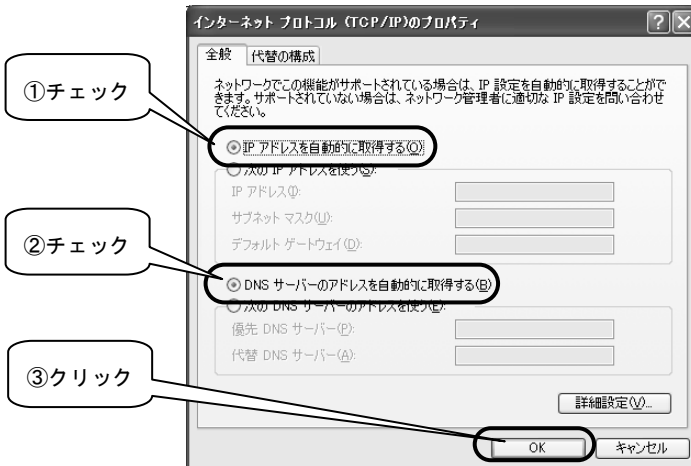 インターネット プロトコル (TCP/IP)のプロパティ
全般
代替の構成
ネットワークでこの機能がサポートされている場合は、IP 設定を自動的に取得することがで
きます。サポートされていない場合は、ネットワーク管理者に適切な IP 設定を問い合わせ
てください。
①チェック
IP アドレスを自動的に取得する(O)
次の IP アドレスを使う(S):
IP アドレス(I):
サブネット マスク(U):
デフォルト ゲートウェイ(D):
②チェック
DNS サーバーのアドレスを自動的に取得する(B)
次の DNS サーバーのアドレスを使う(E):
優先 DNS サーバー(P):
代替 DNS サーバー(A):
③クリック
詳細設定(V)...
OK
キャンセル